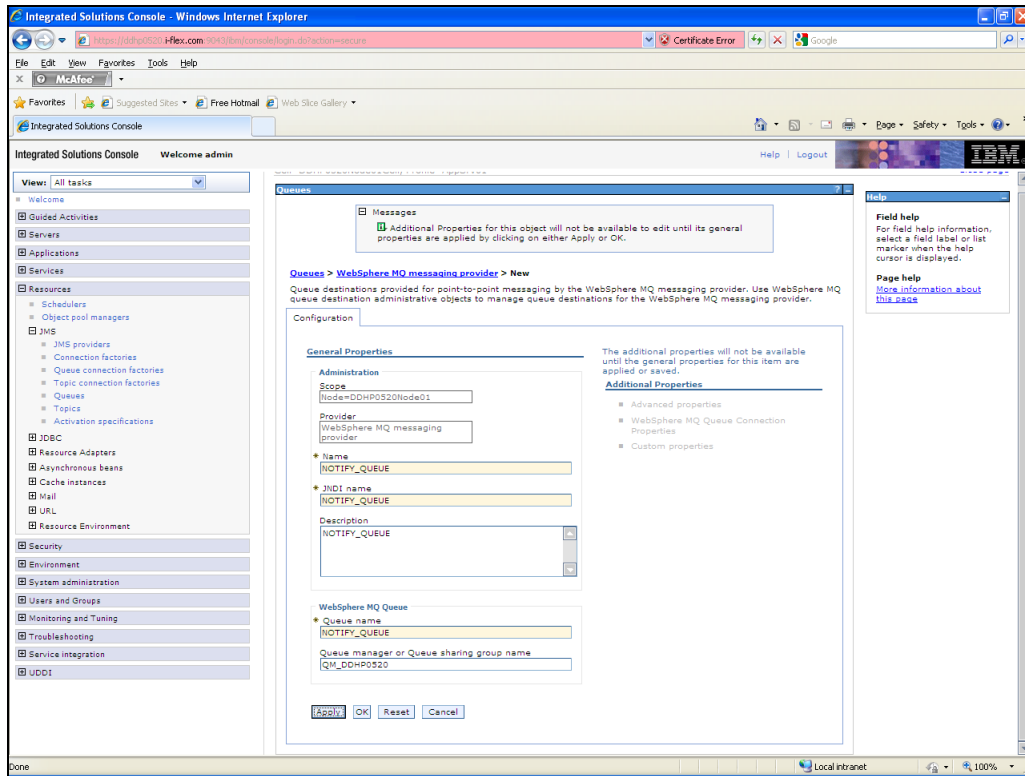 Integrated Solutions Console - Windows Internet Explorer
https://ddhp0520.i-flex.com:9043/ibm/console/login.do?action=secure
Certificate Error
Google
File Edit View Favorites Tools Help
McAfee
Favorites
Suggested Sites
Free Hotmail
Web Slice Gallery
Integrated Solutions Console
Page
Safety
Tools
Integrated Solutions Console Welcome admin
Help | Logout
IBM.
View: All tasks
Welcome
Guided Activities
Servers
Applications
Services
Resources
Schedulers
Object pool managers
JMS
JMS providers
Connection factories
Queue connection factories
Topic connection factories
Queues
Topics
Activation specifications
JDBC
Resource Adapters
Asynchronous beans
Cache instances
Mail
URL
Resource Environment
Security
Environment
System administration
Users and Groups
Monitoring and Tuning
Troubleshooting
Service integration
UDDI
Queues
? -
Messages
Additional Properties for this object will not be available to edit until its general
properties are applied by clicking on either Apply or OK.
Queues > WebSphere MQ messaging provider > New
Queue destinations provided for point-to-point messaging by the WebSphere MQ messaging provider. Use WebSphere MQ
queue destination administrative objects to manage queue destinations for the WebSphere MQ messaging provider.
Configuration
General Properties
Administration
Scope
Node=DDHP0520Node01
Provider
WebSphere MQ messaging
provider
* Name
NOTIFY_QUEUE
* JNDI name
NOTIFY_QUEUE
Description
NOTIFY_QUEUE
WebSphere MQ Queue
* Queue name
NOTIFY_QUEUE
Queue manager or Queue sharing group name
QM_DDHP0520
Apply OK Reset Cancel
The additional properties will not be available
until the general properties for this item are
applied or saved.
Additional Properties
Advanced properties
WebSphere MQ Queue Connection
Properties
Custom properties
Help
Field help
For field help information,
select a field label or list
marker when the help
cursor is displayed.
Page help
More information about
this page
Done
Local intranet
100%